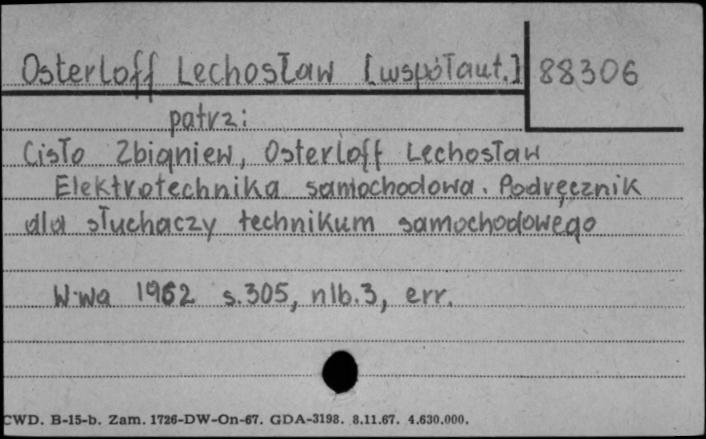 Osterloff Lechosław [współaut.] 88306
patrz:
Cisło Zbigniew, Osterloff Lechosław
Elektrotechnika samochodowa. Podręcznik
dla słuchaczy technikum samochodowego
W-wa 1962 s.305, nlb.3, err.
CWD. B-15-b. Zam. 1726-DW-On-67. GDA-3198. 8.11.67. 4.630.000.